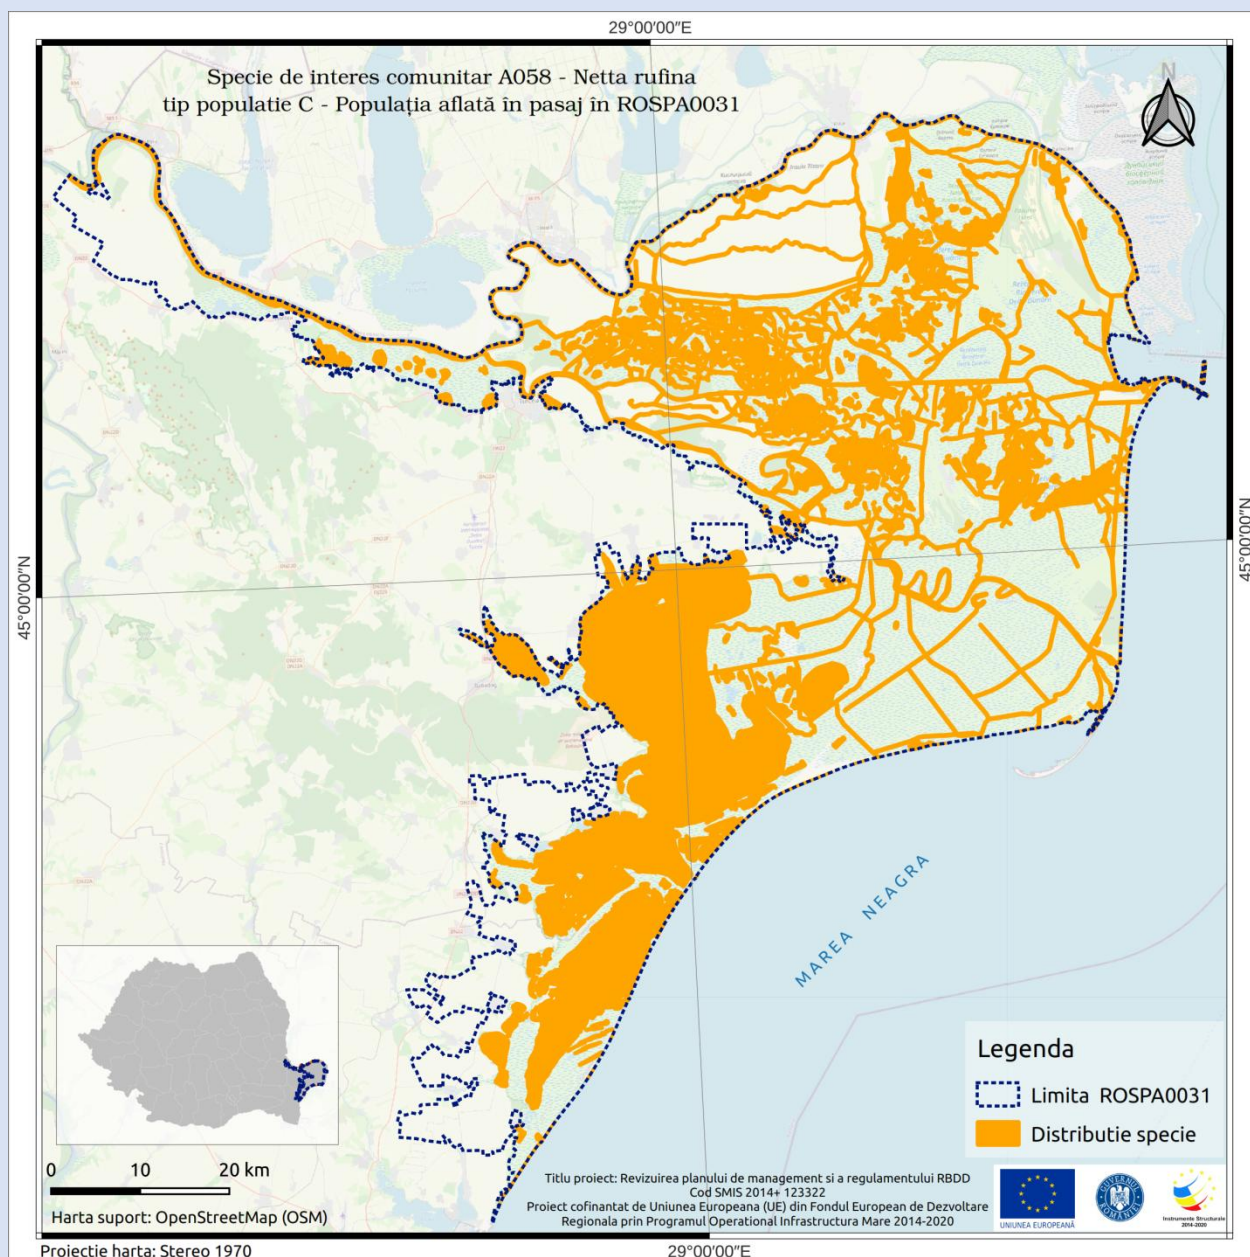 29°00′00″E
Specie de interes comunitar A058 - Netta rufina
tip populatie C - Populația aflată în pasaj în ROSPA0031
N
45°00′00″N
45°00′00″N
MAREA NEAGRA
Legenda
Limita ROSPA0031
Distributie specie
0 10 20 km
Harta suport: OpenStreetMap (OSM)
Titlu proiect: Revizuirea planului de management si a regulamentului RBDD
Cod SMIS 2014+ 123322
Proiect cofinantat de Uniunea Europeana (UE) din Fondul European de Dezvoltare
Regionala prin Programul Operational Infrastructura Mare 2014-2020
UNIUNEA EUROPEANĂ
GUVERNUL ROMÂNIEI
Instrumente Structurale
2014-2020
Proiectie harta: Stereo 1970
29°00′00″E